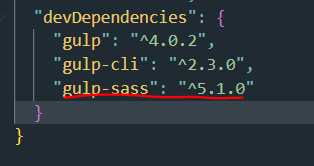 "devDependencies": {
"gulp": "^4.0.2",
"gulp-cli": "^2.3.0",
"gulp-sass": "^5.1.0"
}
}